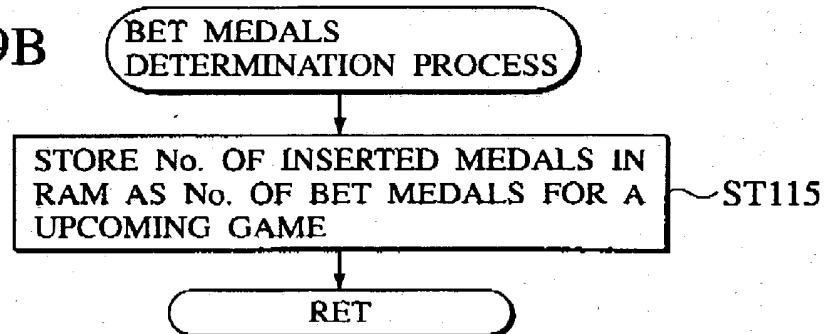 9B
BET MEDALS
DETERMINATION PROCESS
STORE No. OF INSERTED MEDALS IN
RAM AS No. OF BET MEDALS FOR A
UPCOMING GAME
ST115
RET